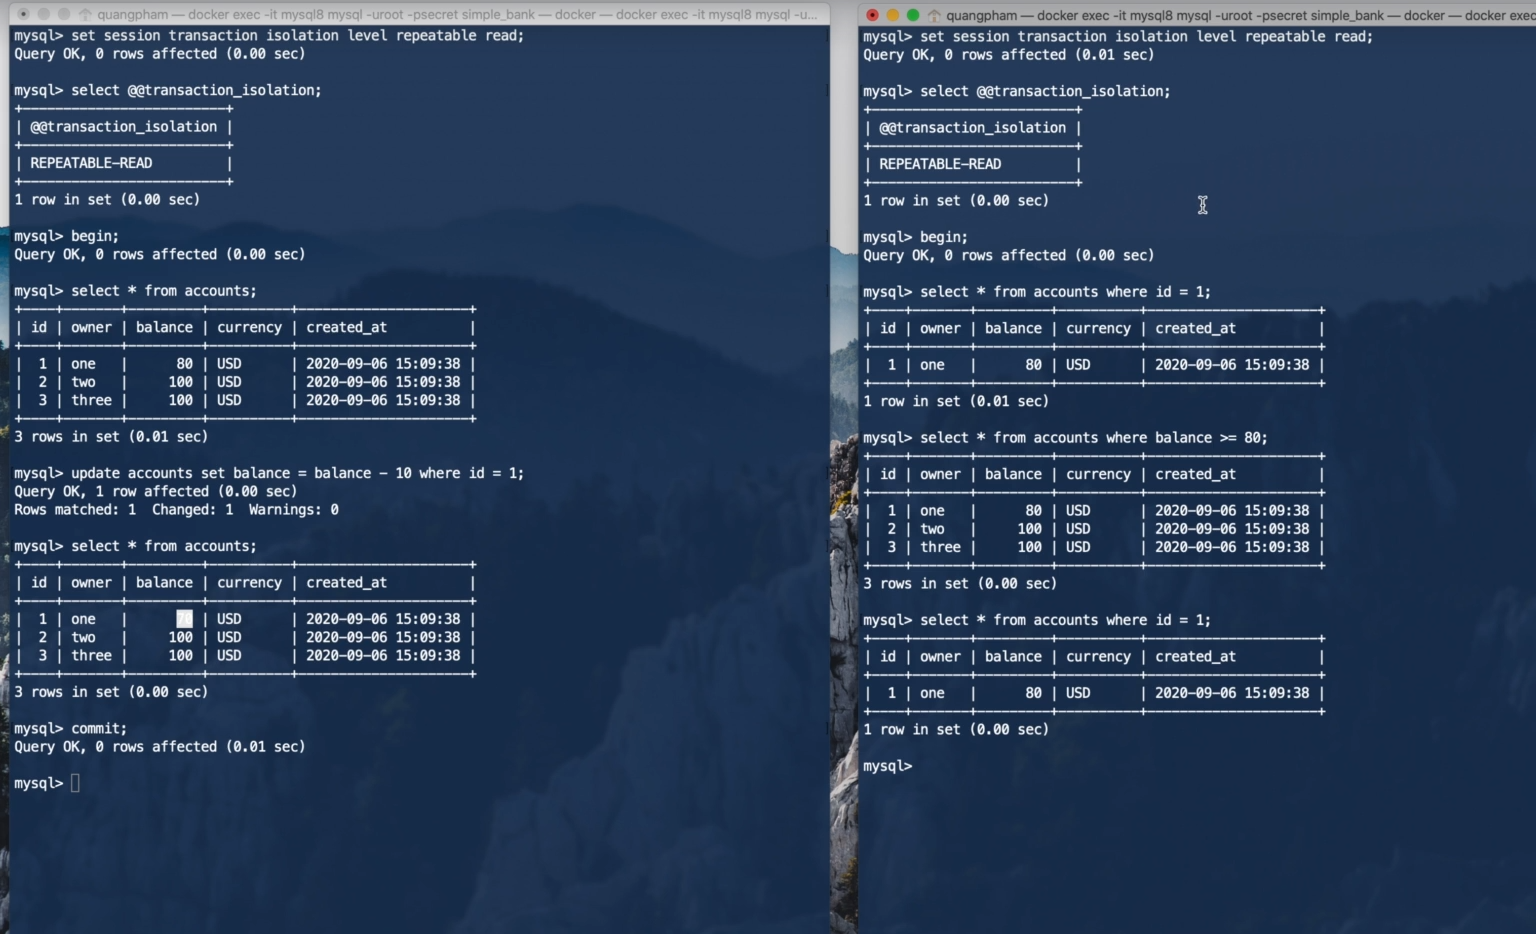 quangpham — docker exec -it mysql8 mysql -uroot -psecret simple_bank — docker — docker exec -it mysql8 mysql -u...
mysql> set session transaction isolation level repeatable read;
Query OK, 0 rows affected (0.00 sec)
mysql> select @@transaction_isolation;
| @@transaction_isolation |
| REPEATABLE-READ |
1 row in set (0.00 sec)
mysql> begin;
Query OK, 0 rows affected (0.00 sec)
mysql> select * from accounts;
| id | owner | balance | currency | created_at |
| 1 | one | 80 | USD | 2020-09-06 15:09:38 |
| 2 | two | 100 | USD | 2020-09-06 15:09:38 |
| 3 | three | 100 | USD | 2020-09-06 15:09:38 |
3 rows in set (0.01 sec)
mysql> update accounts set balance = balance - 10 where id = 1;
Query OK, 1 row affected (0.00 sec)
Rows matched: 1 Changed: 1 Warnings: 0
mysql> select * from accounts;
| id | owner | balance | currency | created_at |
| 1 | one | 70 | USD | 2020-09-06 15:09:38 |
| 2 | two | 100 | USD | 2020-09-06 15:09:38 |
| 3 | three | 100 | USD | 2020-09-06 15:09:38 |
3 rows in set (0.00 sec)
mysql> commit;
Query OK, 0 rows affected (0.01 sec)
mysql>
quangpham — docker exec -it mysql8 mysql -uroot -psecret simple_bank — docker — docker exec
mysql> set session transaction isolation level repeatable read;
Query OK, 0 rows affected (0.01 sec)
mysql> select @@transaction_isolation;
| @@transaction_isolation |
| REPEATABLE-READ |
1 row in set (0.00 sec)
mysql> begin;
Query OK, 0 rows affected (0.00 sec)
mysql> select * from accounts where id = 1;
| id | owner | balance | currency | created_at |
| 1 | one | 80 | USD | 2020-09-06 15:09:38 |
1 row in set (0.01 sec)
mysql> select * from accounts where balance >= 80;
| id | owner | balance | currency | created_at |
| 1 | one | 80 | USD | 2020-09-06 15:09:38 |
| 2 | two | 100 | USD | 2020-09-06 15:09:38 |
| 3 | three | 100 | USD | 2020-09-06 15:09:38 |
3 rows in set (0.00 sec)
mysql> select * from accounts where id = 1;
| id | owner | balance | currency | created_at |
| 1 | one | 80 | USD | 2020-09-06 15:09:38 |
1 row in set (0.00 sec)
mysql>